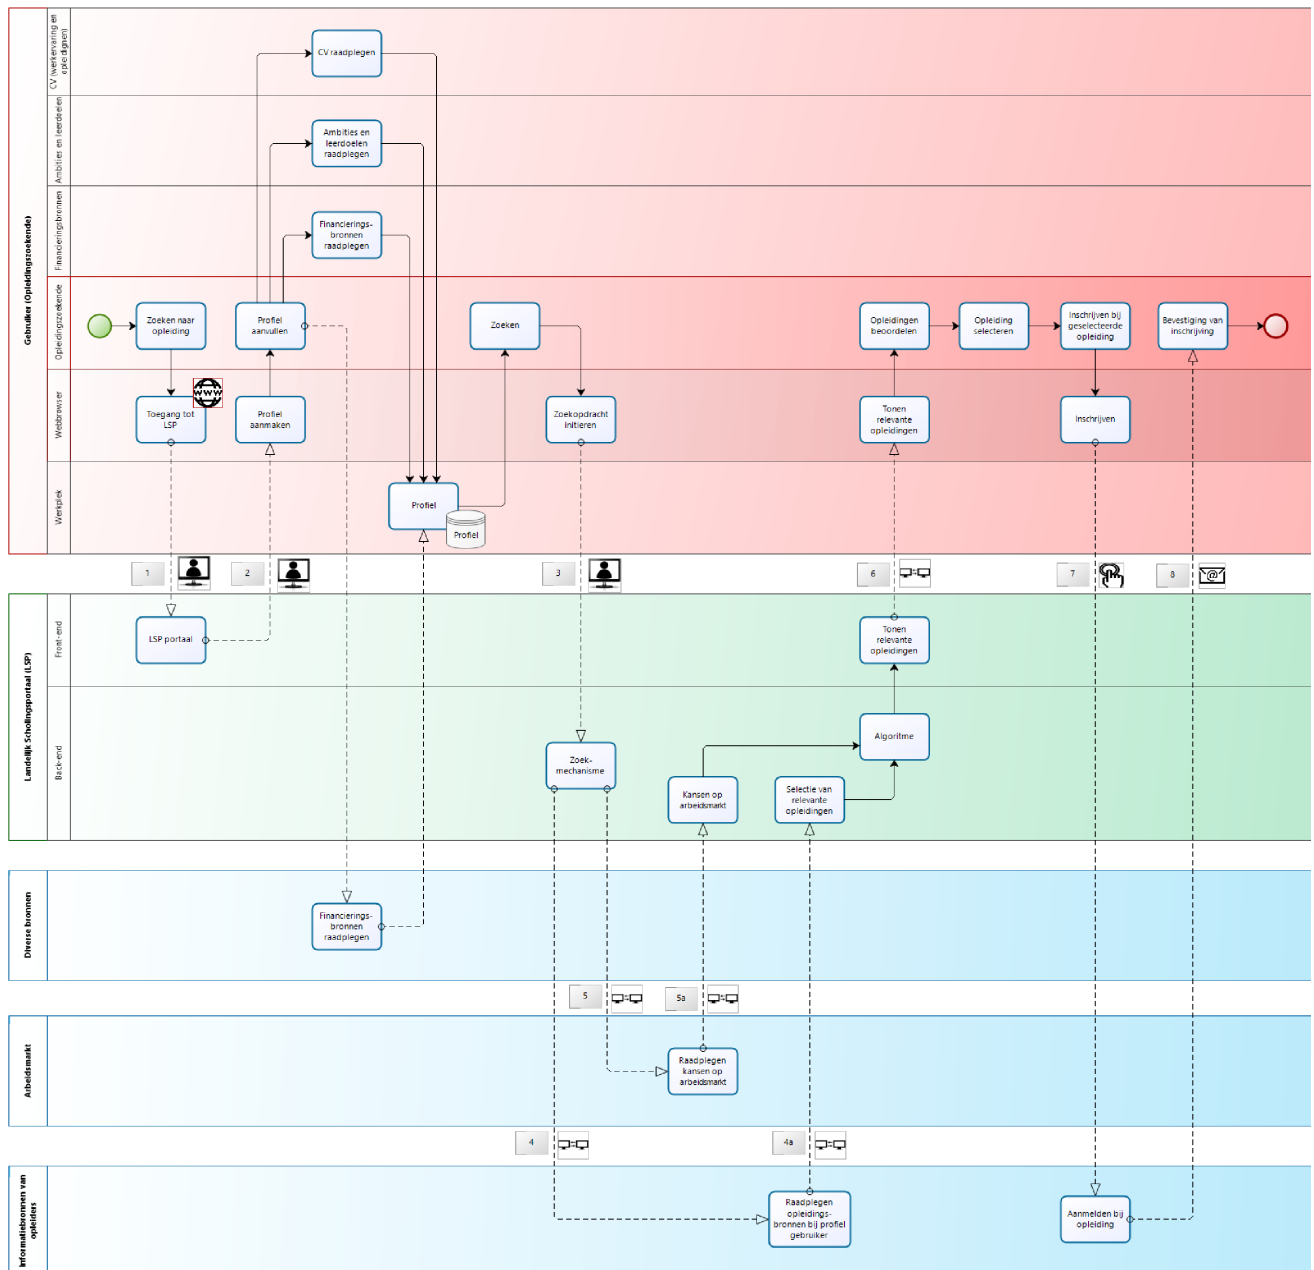 Gebruiker (Opleidingszoekende)
CV (werkervaring en
opleidignen)
CV raadplegen
Ambities en leerdoelen
Ambities en
leerdoelen
raadplegen
Financieringsbronnen
Financierings-
bronnen
raadplegen
Opleidingszoekende
Zoeken naar
opleiding
Profiel
aanvullen
Zoeken
Opleidingen
beoordelen
Opleiding
selecteren
Inschrijven bij
geselecteerde
opleiding
Bevestiging van
inschrijving
Webbrowser
WWW
Toegang tot
LSP
Profiel
aanmaken
Zoekopdracht
initieren
Tonen
relevante
opleidingen
Inschrijven
Werkplek
Profiel
Profiel
1
2
3
6
7
8
@
Landelijk Scholingsportaal (LSP)
Front-end
LSP portaal
Tonen
relevante
opleidingen
Back-end
Zoek-
mechanisme
Kansen op
arbeidsmarkt
Selectie van
relevante
opleidingen
Algoritme
Diverse bronnen
Financierings-
bronnen
raadplegen
5
5a
Arbeidsmarkt
Raadplegen
kansen op
arbeidsmarkt
4
4a
Informatiebronnen van
opleiders
Raadplegen
opleidings-
bronnen bij profiel
gebruiker
Aanmelden bij
opleiding